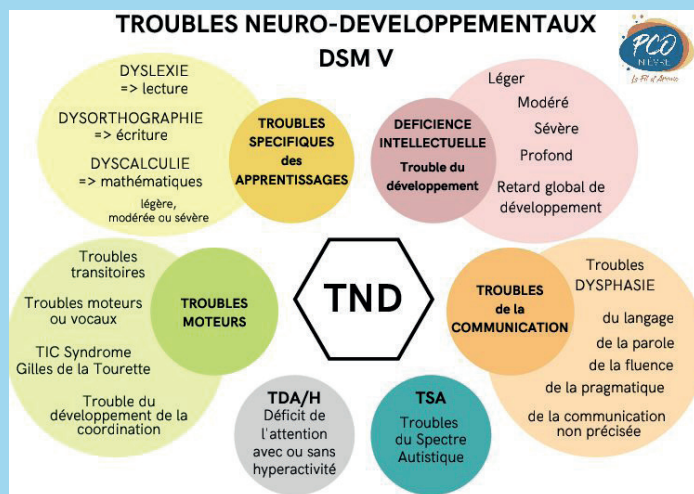 TROUBLES NEURO-DEVELOPPEMENTAUX
DSM V
PCO
NIÈVRE
Le Fil d'Ariane
DYSLEXIE
=> lecture
DYSORTHOGRAPHIE
=> écriture
DYSCALCULIE
=> mathématiques
légère,
modérée ou sévère
TROUBLES
SPECIFIQUES
des
APPRENTISSAGES
DEFICIENCE
INTELLECTUELLE
Trouble du
développement
Léger
Modéré
Sévère
Profond
Retard global de
développement
Troubles
transitoires
Troubles moteurs
ou vocaux
TIC Syndrome
Gilles de la Tourette
Trouble du
développement de la
coordination
TROUBLES
MOTEURS
TND
TROUBLES
de la
COMMUNICATION
Troubles
DYSPHASIE
du langage
de la parole
de la fluence
de la pragmatique
de la communication
non précisée
TDA/H
Déficit de
l'attention
avec ou sans
hyperactivité
TSA
Troubles
du Spectre
Autistique